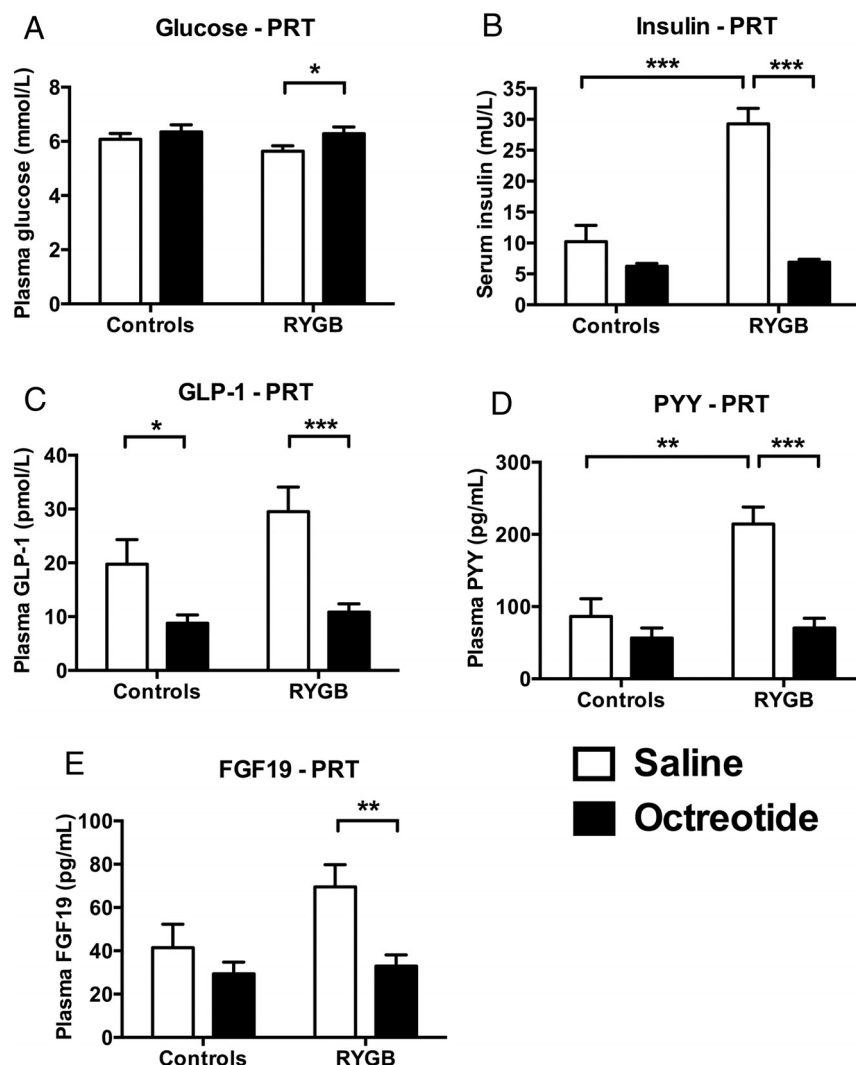 A
Glucose - PRT
*
Plasma glucose (mmol/L)
8
6
4
2
0
Controls
RYGB
B
Insulin - PRT
***
***
Serum insulin (mU/L)
35
30
25
20
15
10
5
0
Controls
RYGB
C
GLP-1 - PRT
*
***
Plasma GLP-1 (pmol/L)
40
30
20
10
0
Controls
RYGB
D
PYY - PRT
**
***
Plasma PYY (pg/mL)
300
200
100
0
Controls
RYGB
E
FGF19 - PRT
**
Plasma FGF19 (pg/mL)
100
80
60
40
20
0
Controls
RYGB
Saline
Octreotide